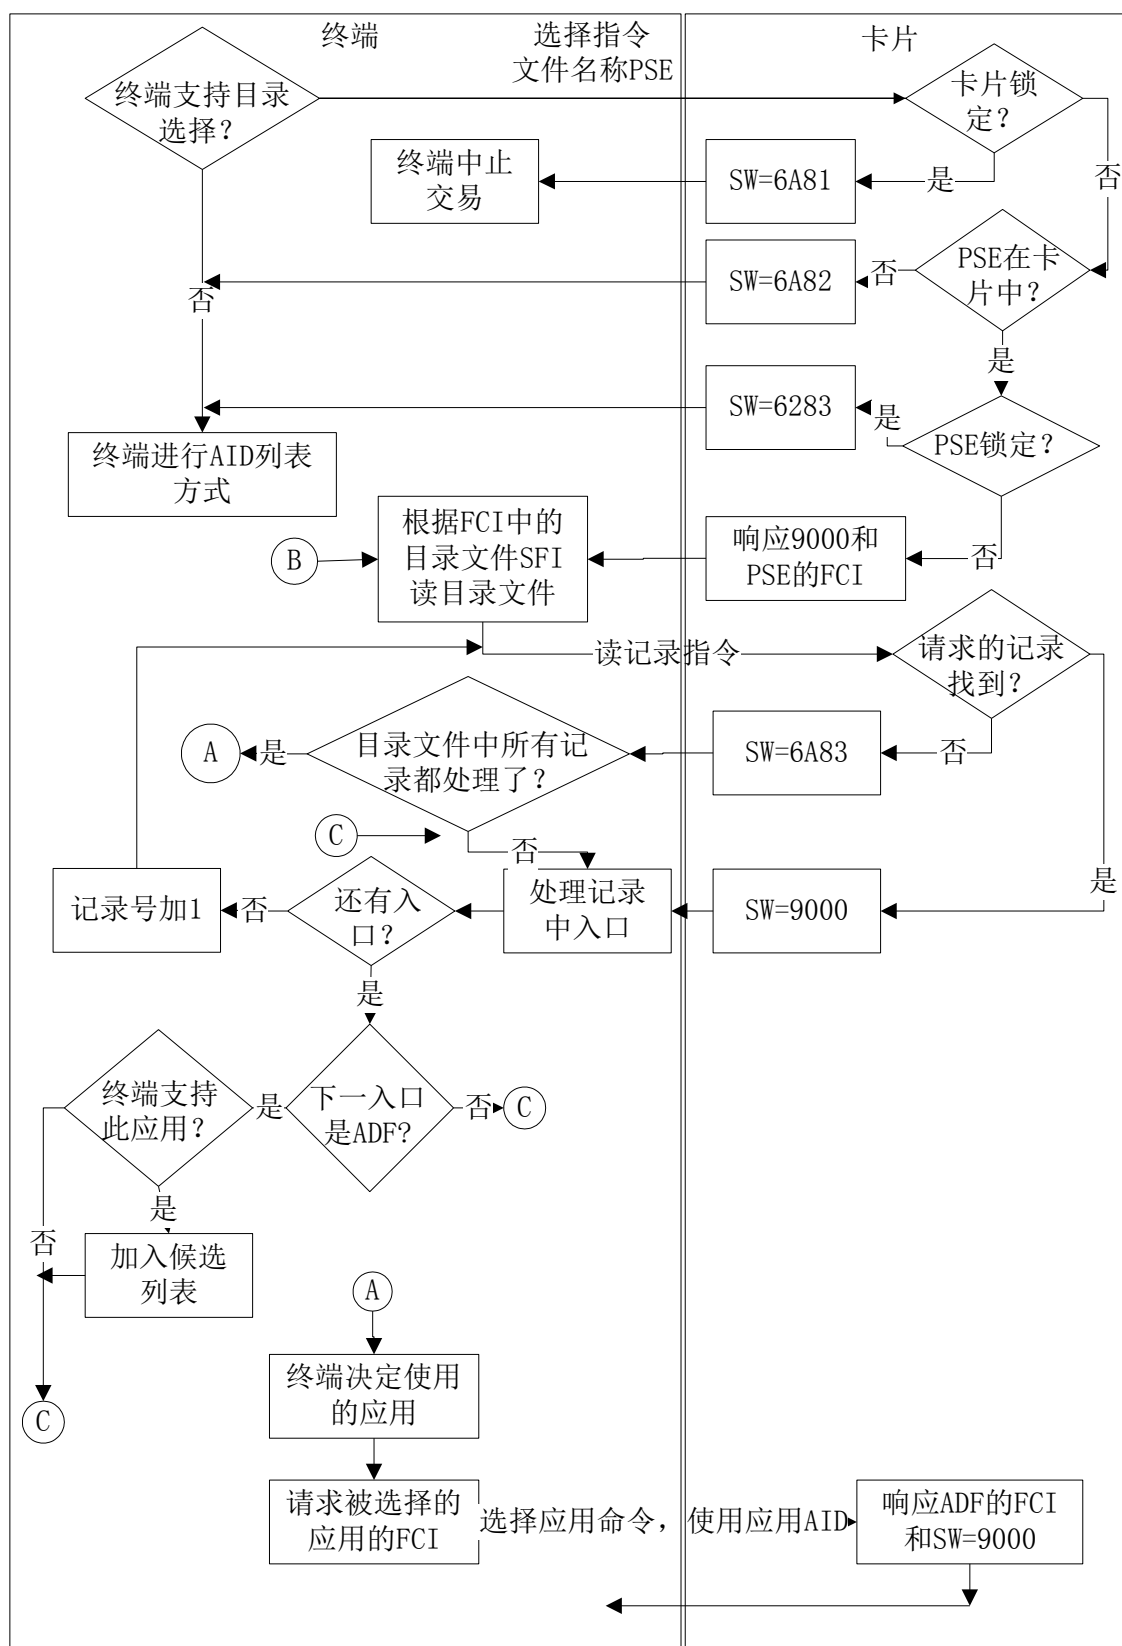 终端
选择指令
文件名称PSE
卡片
终端支持目录
选择?
卡片锁
定?
终端中止
交易
SW=6A81
是
否
否
SW=6A82
否
PSE在卡
片中?
是
SW=6283
是
PSE锁定?
终端进行AID列表
方式
B
根据FCI中的
目录文件SFI
读目录文件
响应9000和
PSE的FCI
否
读记录指令
请求的记录
找到?
A
是
目录文件中所有记
录都处理了?
SW=6A83
否
C
否
记录号加1
否
还有入
口?
处理记录
中入口
SW=9000
是
是
终端支持
此应用?
是
下一入口
是ADF?
否
C
是
否
加入候选
列表
A
终端决定使用
的应用
C
请求被选择的
应用的FCI
选择应用命令，使用应用AID
响应ADF的FCI
和SW=9000